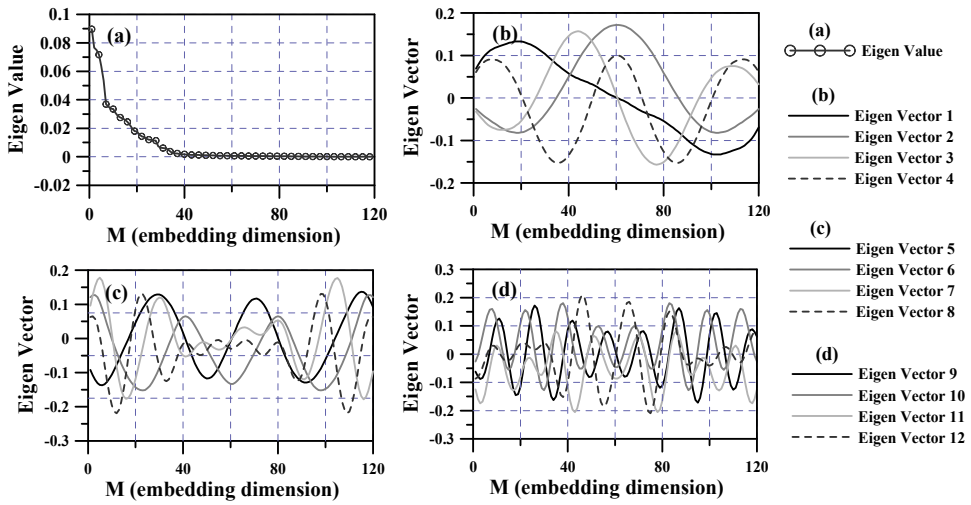 0.1
0.08
0.06
0.04
0.02
0
-0.02
Eigen Value
(a)
0 40 80 120
M (embedding dimension)
0.2
0.1
0
-0.1
-0.2
Eigen Vector
(b)
0 40 80 120
M (embedding dimension)
(a)
Eigen Value
(b)
Eigen Vector 1
Eigen Vector 2
Eigen Vector 3
Eigen Vector 4
0.2
0.1
0
-0.1
-0.2
-0.3
Eigen Vector
(c)
0 40 80 120
M (embedding dimension)
0.3
0.2
0.1
0
-0.1
-0.2
-0.3
Eigen Vector
(d)
0 40 80 120
M (embedding dimension)
(c)
Eigen Vector 5
Eigen Vector 6
Eigen Vector 7
Eigen Vector 8
(d)
Eigen Vector 9
Eigen Vector 10
Eigen Vector 11
Eigen Vector 12